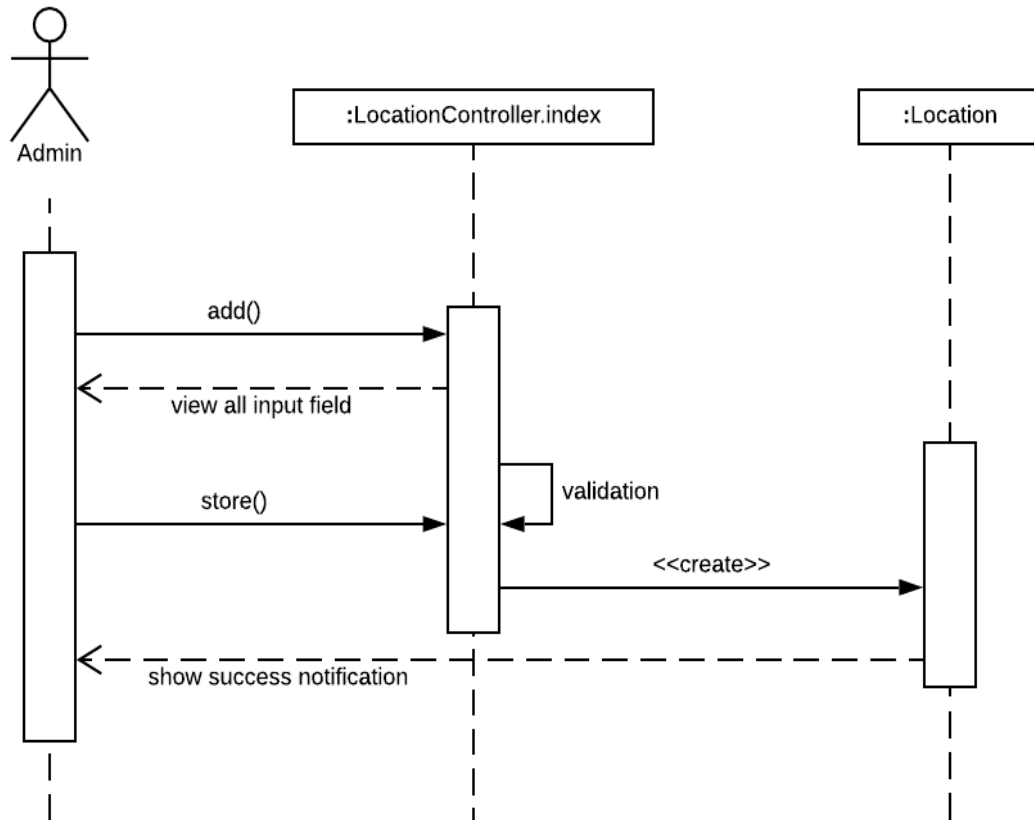 Admin
:LocationController.index
:Location
add()
view all input field
validation
store()
<<create>>
show success notification